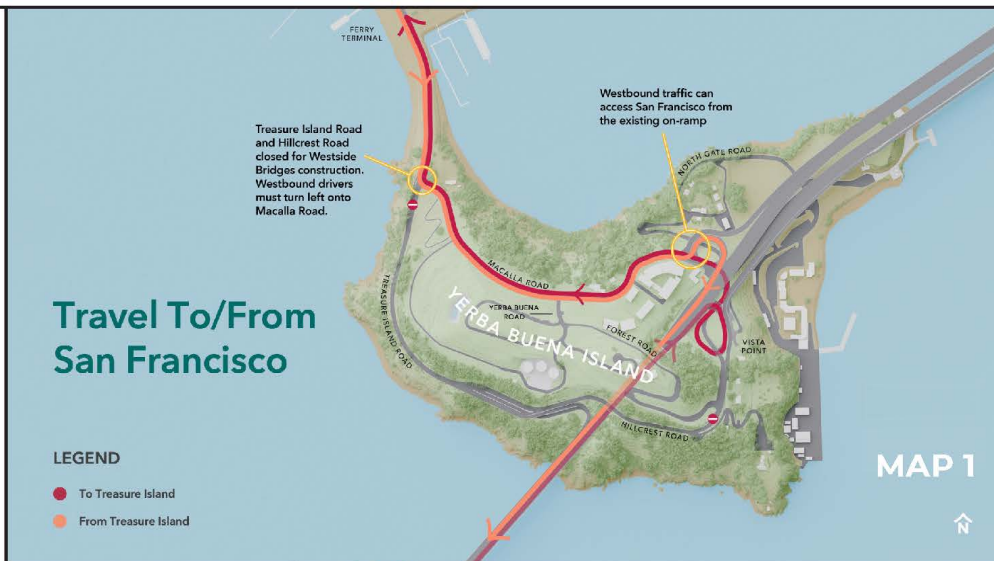 FERRY
TERMINAL
Westbound traffic can
access San Francisco from
the existing on-ramp
Treasure Island Road
and Hillcrest Road
closed for Westside
Bridges construction.
Westbound drivers
must turn left onto
Macalla Road.
NORTH GATE ROAD
MACALLA ROAD
TREASURE ISLAND ROAD
YERBA BUENA
ROAD
YERBA BUENA ISLAND
FOREST ROAD
VISTA
POINT
HILLCREST ROAD
Travel To/From
San Francisco
LEGEND
To Treasure Island
From Treasure Island
MAP 1
N